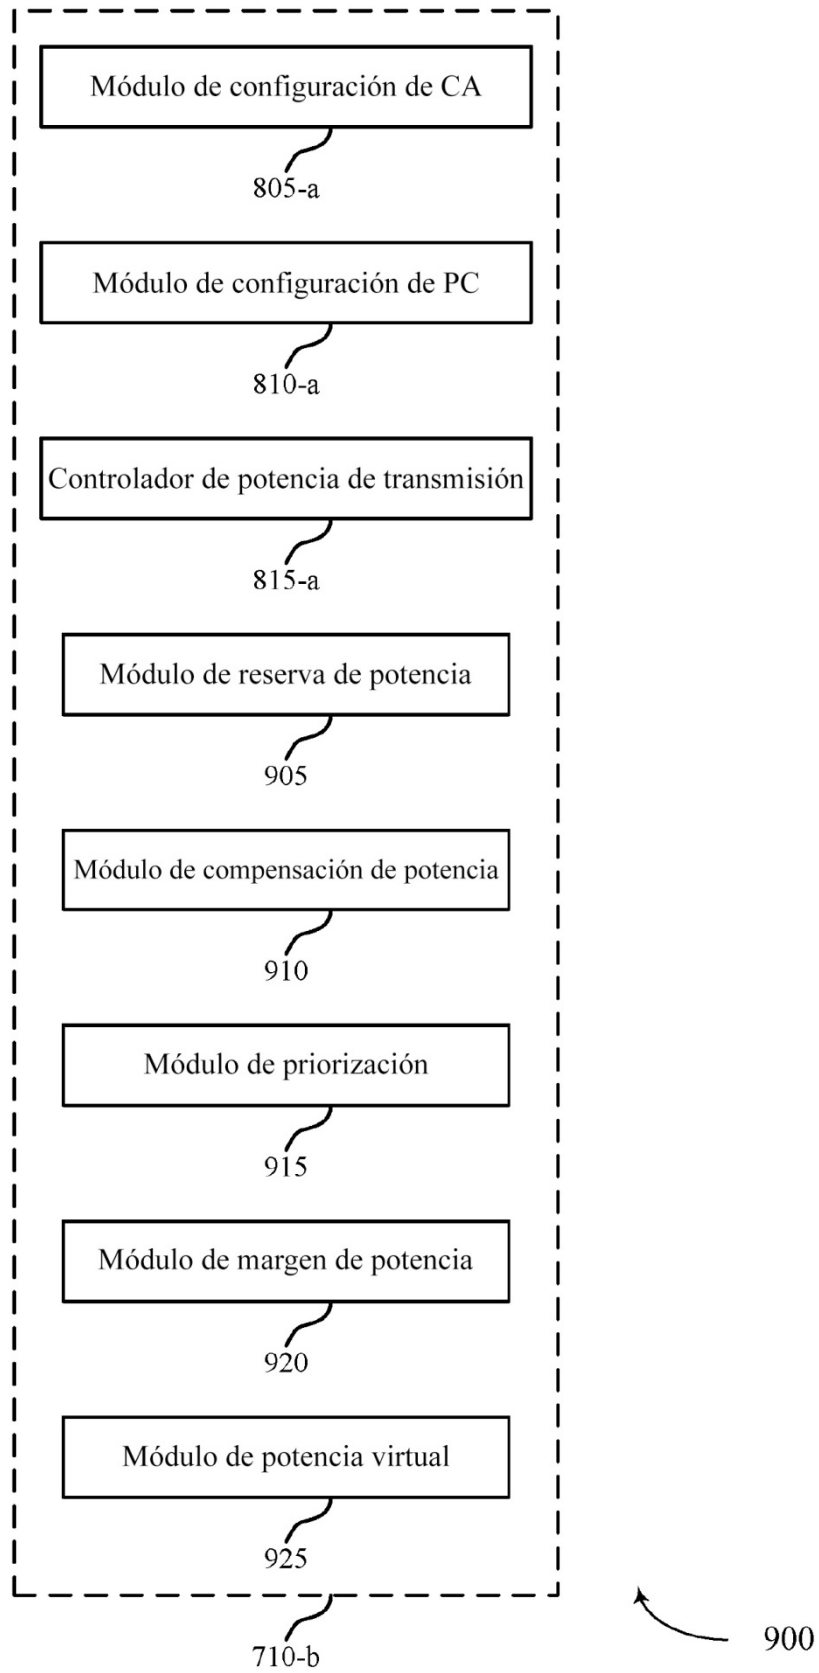 Módulo de configuración de CA
805-a
Módulo de configuración de PC
810-a
Controlador de potencia de transmisión
815-a
Módulo de reserva de potencia
905
Módulo de compensación de potencia
910
Módulo de priorización
915
Módulo de margen de potencia
920
Módulo de potencia virtual
925
710-b
900